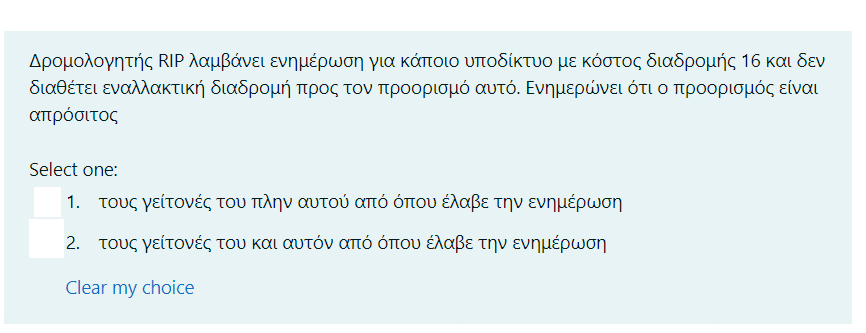 Δρομολογητής RIP λαμβάνει ενημέρωση για κάποιο υποδίκτυο με κόστος διαδρομής 16 και δεν
διαθέτει εναλλακτική διαδρομή προς τον προορισμό αυτό. Ενημερώνει ότι ο προορισμός είναι
απρόσιτος
Select one:
1. τους γείτονές του πλην αυτού από όπου έλαβε την ενημέρωση
2. τους γείτονές του και αυτόν από όπου έλαβε την ενημέρωση
Clear my choice